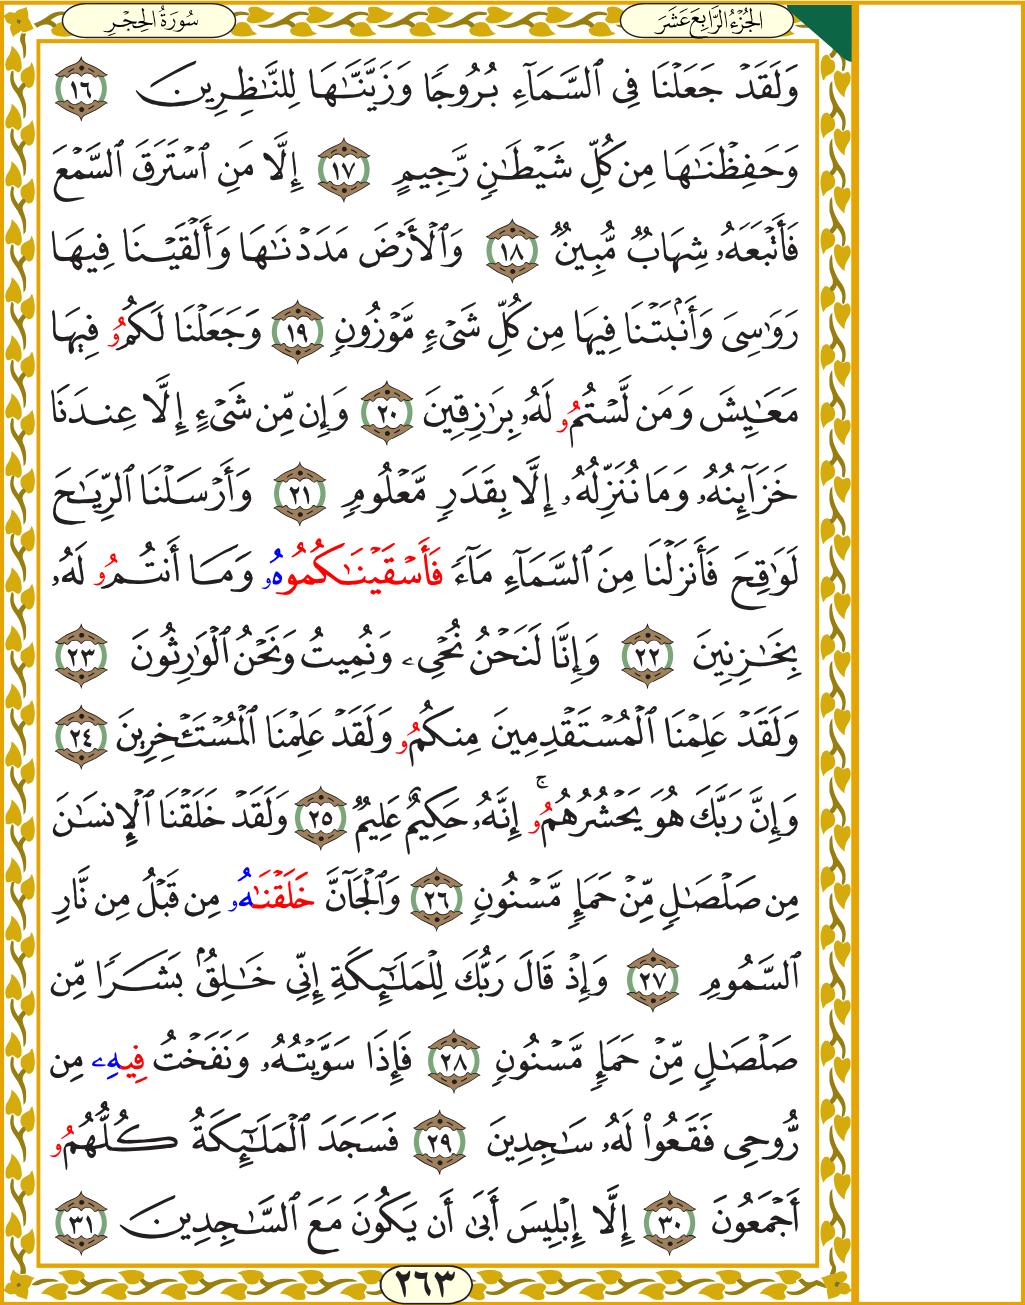 سُورَةُ الحِجْرِ
الجُزْءُ الرَّابِعَ عَشَرَ
وَلَقَدْ جَعَلْنَا فِي ٱلسَّمَآءِ بُرُوجٗا وَزَيَّنَّٰهَا لِلنَّٰظِرِينَ ١٦
وَحَفِظْنَٰهَا مِن كُلِّ شَيْطَٰنٖ رَّجِيمٍ ١٧ إِلَّا مَنِ ٱسْتَرَقَ ٱلسَّمْعَ
فَأَتْبَعَهُۥ شِهَابٞ مُّبِينٞ ١٨ وَٱلْأَرْضَ مَدَدْنَٰهَا وَأَلْقَيْنَا فِيهَا
رَوَٰسِيَ وَأَنۢبَتْنَا فِيهَا مِن كُلِّ شَيْءٖ مَّوْزُونٖ ١٩ وَجَعَلْنَا لَكُمُۥ فِيهَا
مَعَٰيِشَ وَمَن لَّسْتُمُۥ لَهُۥ بِرَٰزِقِينَ ٢٠ وَإِن مِّن شَيْءٍ إِلَّا عِندَنَا
خَزَآئِنُهُۥ وَمَا نُنَزِّلُهُۥٓ إِلَّا بِقَدَرٖ مَّعْلُومٖ ٢١ وَأَرْسَلْنَا ٱلرِّيَٰحَ
لَوَٰقِحَ فَأَنزَلْنَا مِنَ ٱلسَّمَآءِ مَآءٗ فَأَسْقَيْنَٰكُمُوهُۥ وَمَا أَنتُمُۥ لَهُۥ
بِخَٰزِنِينَ ٢٢ وَإِنَّا لَنَحْنُ نُحْيِۦ وَنُمِيتُ وَنَحْنُ ٱلْوَٰرِثُونَ ٢٣
وَلَقَدْ عَلِمْنَا ٱلْمُسْتَقْدِمِينَ مِنكُمُۥ وَلَقَدْ عَلِمْنَا ٱلْمُسْتَـْٔخِرِينَ ٢٤
وَإِنَّ رَبَّكَ هُوَ يَحْشُرُهُمُۥۚ إِنَّهُۥ حَكِيمٌ عَلِيمٞ ٢٥ وَلَقَدْ خَلَقْنَا ٱلْإِنسَٰنَ
مِن صَلْصَٰلٖ مِّنْ حَمَإٖ مَّسْنُونٖ ٢٦ وَٱلْجَآنَّ خَلَقْنَٰهُۥ مِن قَبْلُ مِن نَّارِ
ٱلسَّمُومِ ٢٧ وَإِذْ قَالَ رَبُّكَ لِلْمَلَٰٓئِكَةِ إِنِّي خَٰلِقُۢ بَشَرٗا مِّن
صَلْصَٰلٖ مِّنْ حَمَإٖ مَّسْنُونٖ ٢٨ فَإِذَا سَوَّيْتُهُۥ وَنَفَخْتُ فِيهِۦ مِن
رُّوحِي فَقَعُوا۟ لَهُۥ سَٰجِدِينَ ٢٩ فَسَجَدَ ٱلْمَلَٰٓئِكَةُ كُلُّهُمُۥ
أَجْمَعُونَ ٣٠ إِلَّا إِبْلِيسَ أَبَىٰ أَن يَكُونَ مَعَ ٱلسَّٰجِدِينَ ٣١
٢٦٣